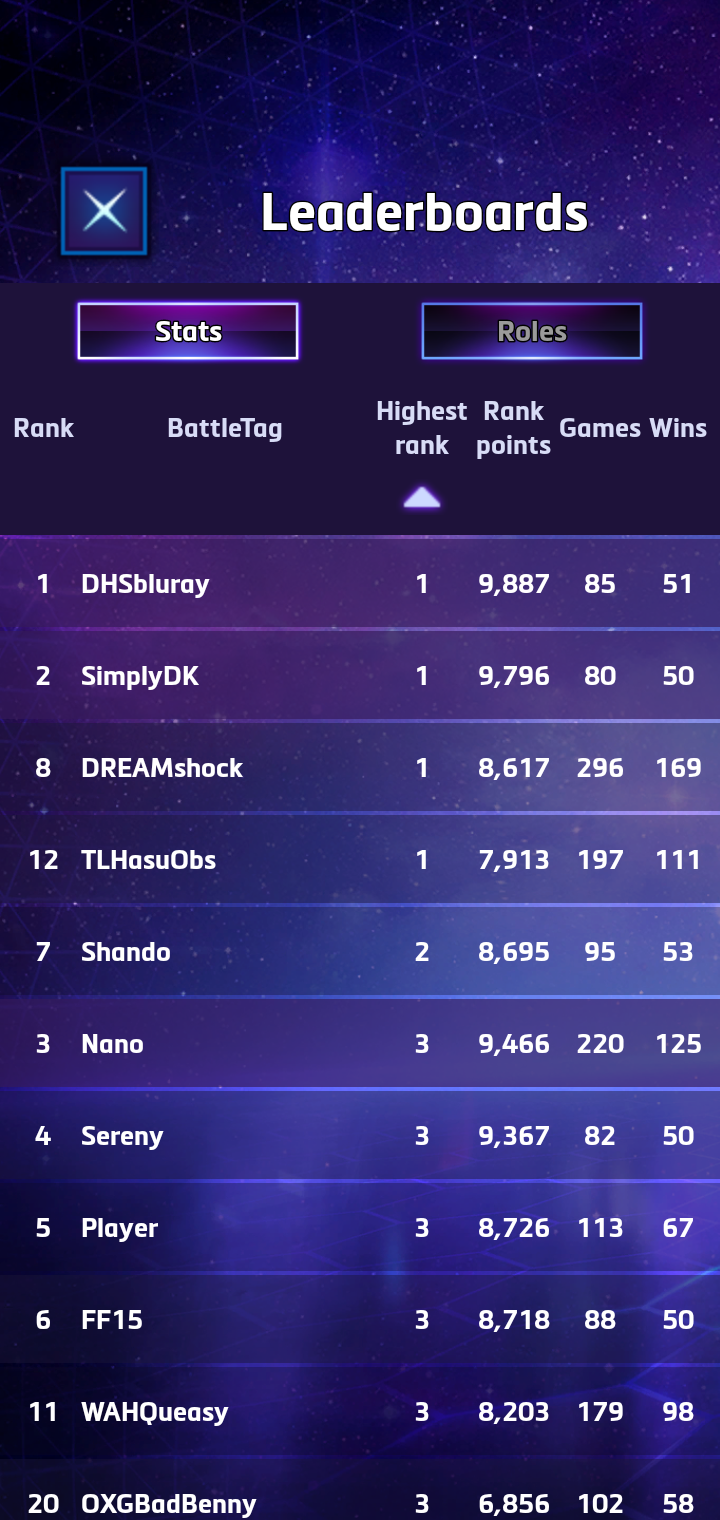 Leaderboards
Stats Roles
Rank BattleTag Highest rank Rank points Games Wins
1 DHSbluray 1 9,887 85 51
2 SimplyDK 1 9,796 80 50
8 DREAMshock 1 8,617 296 169
12 TLHasuObs 1 7,913 197 111
7 Shando 2 8,695 95 53
3 Nano 3 9,466 220 125
4 Sereny 3 9,367 82 50
5 Player 3 8,726 113 67
6 FF15 3 8,718 88 50
11 WAHQueasy 3 8,203 179 98
20 OXGBadBenny 3 6,856 102 58